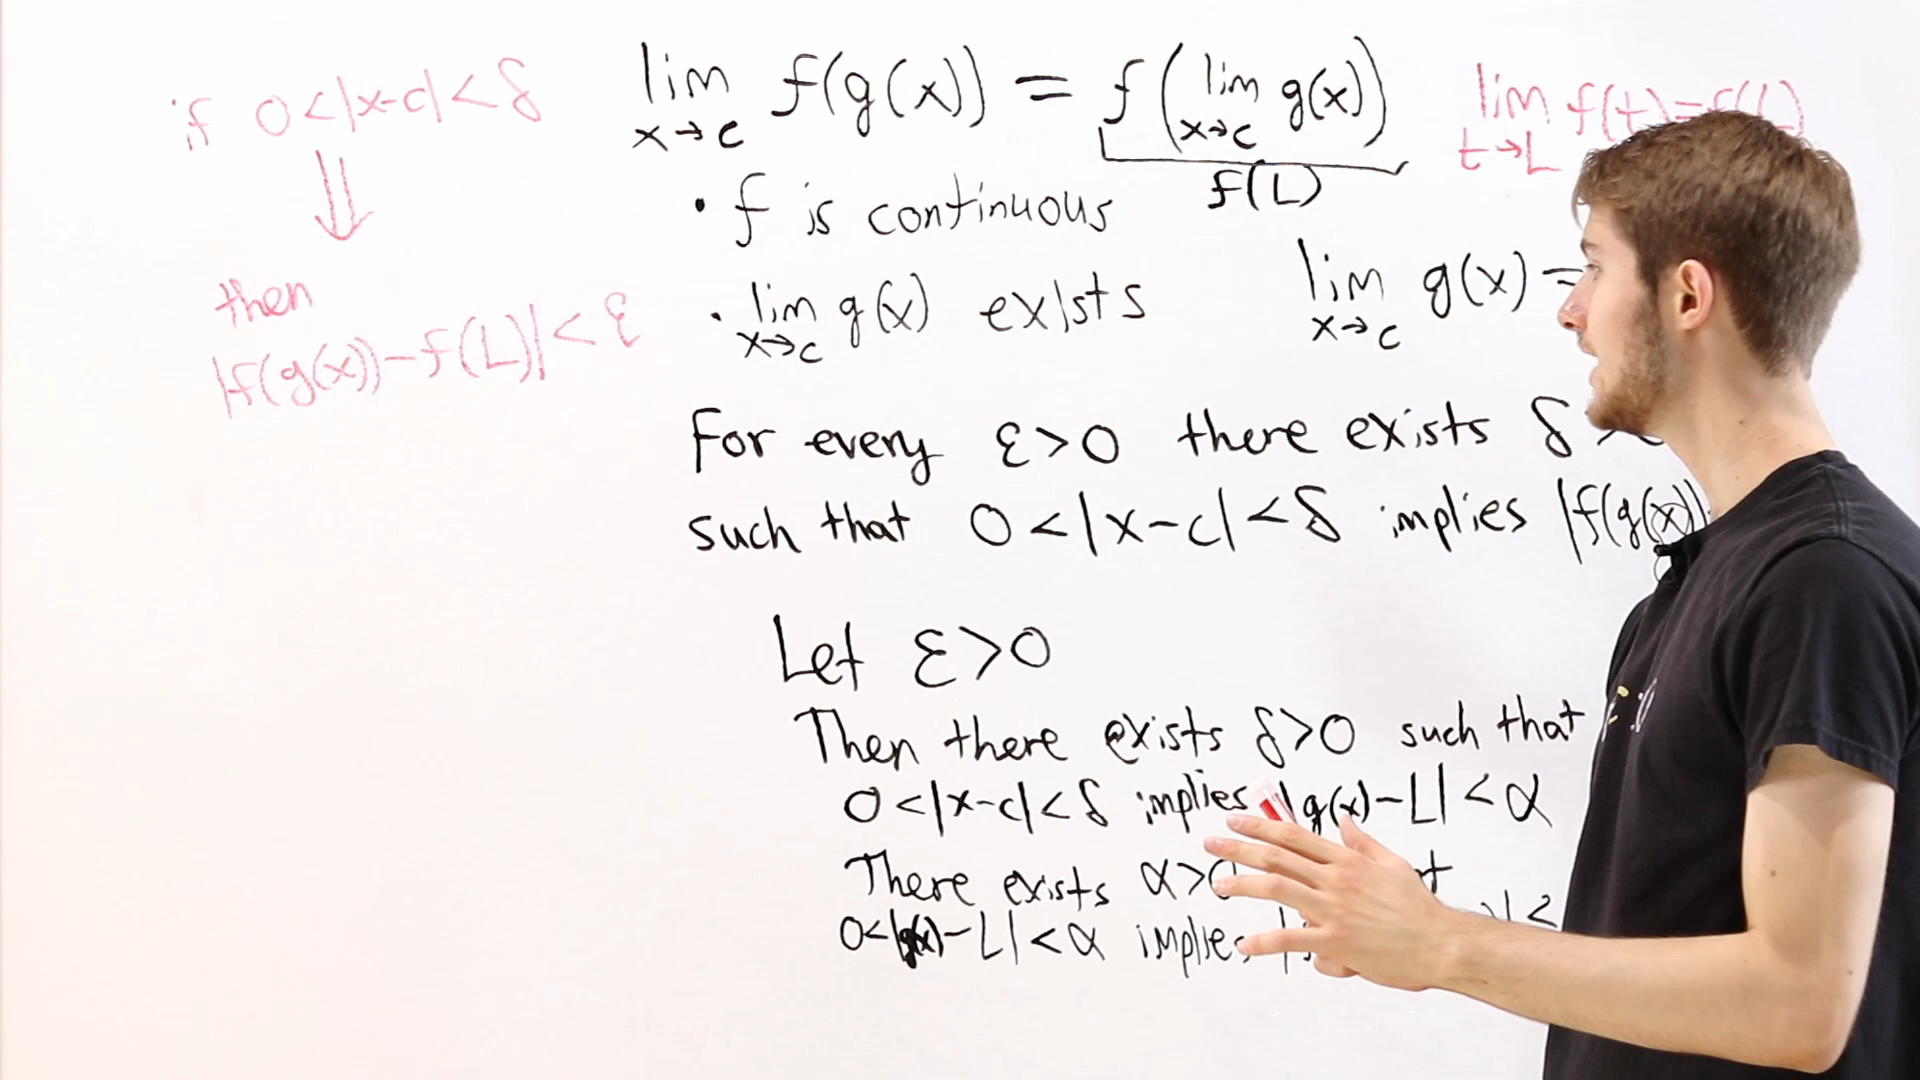 if 0<|x-c|<δ
⇓
then
|f(g(x))-f(L)|<ε
lim x→c f(g(x)) = f(lim x→c g(x))
f(L)
lim t→L f(t)=f(L)
• f is continuous
• lim x→c g(x) exists
lim x→c g(x) =
For every ε>0 there exists δ>
such that 0<|x-c|<δ implies |f(g(x))
Let ε>0
Then there exists δ>0 such that
0<|x-c|<δ implies |g(x)-L|<α
There exists α>0
0<|g(x)-L|<α implies |